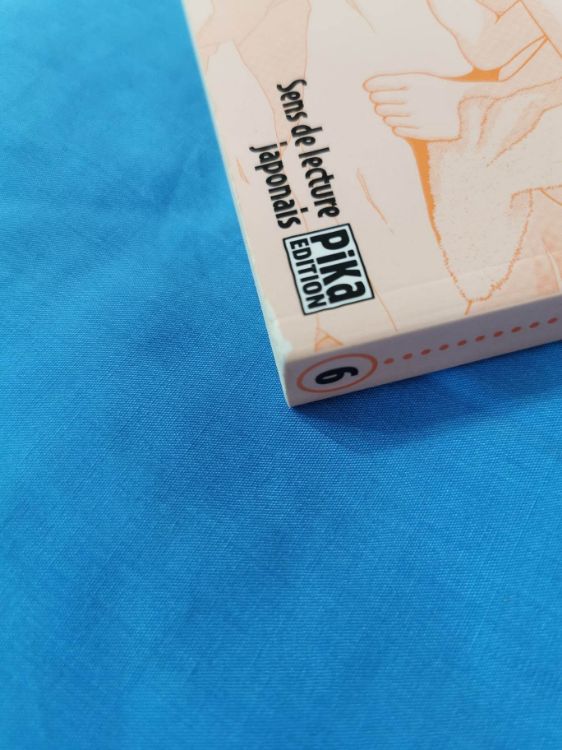 Sens de lecture
japonais
Pika
EDITION
6